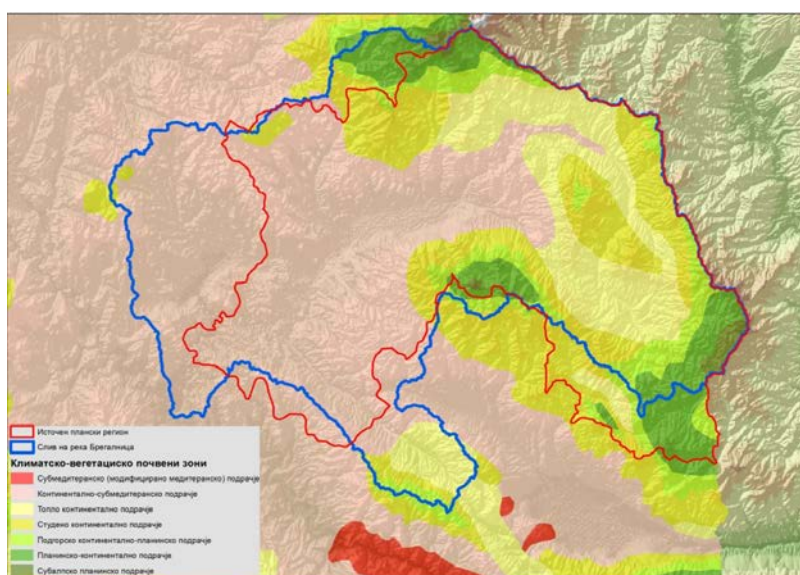 Источен плански регион
Слив на река Брегалница
Климатско-вегетациско почвени зони
Субмедитеранско (модифицирано медитеранско) подрачје
Континентално-субмедитеранско подрачје
Топло континентално подрачје
Студено континентално подрачје
Подгорско континентално-планинско подрачје
Планинско-континентално подрачје
Субалпско планинско подрачје